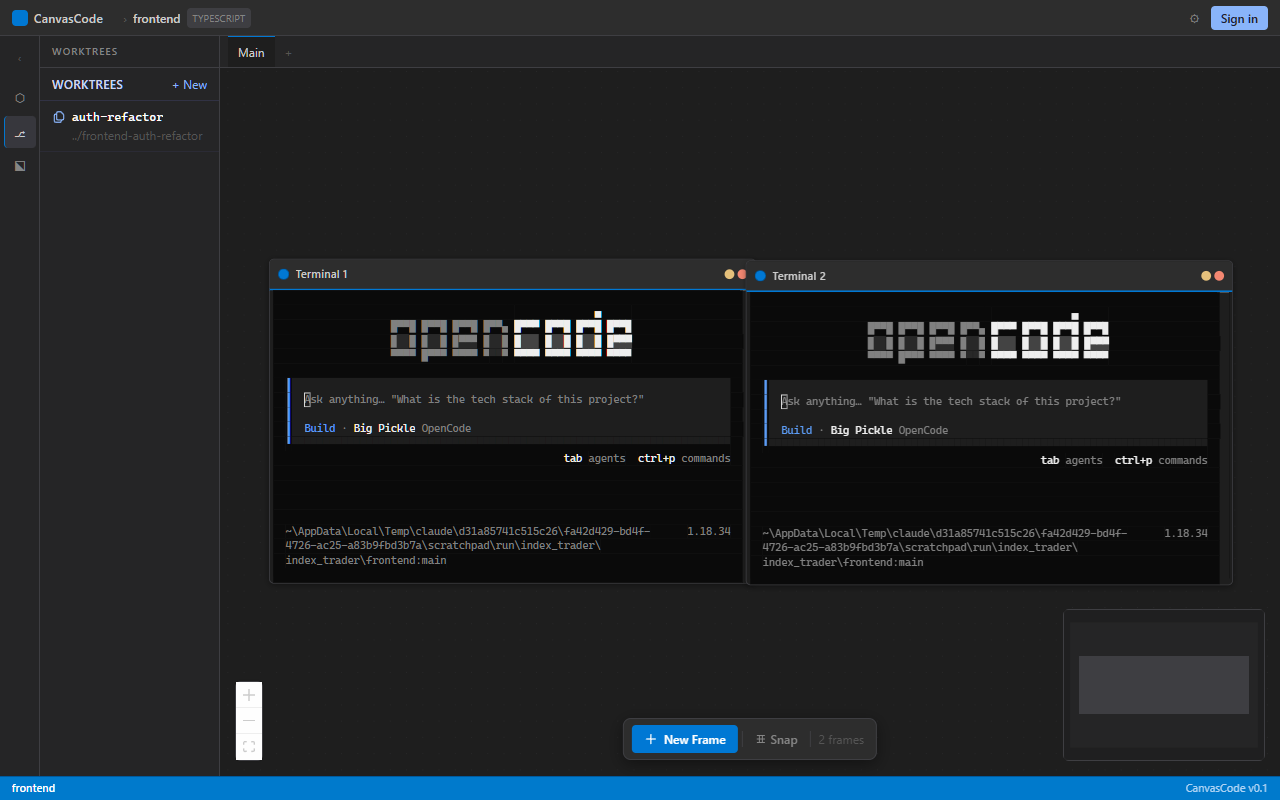 CanvasCode › frontend TYPESCRIPT
Sign in
WORKTREES
WORKTREES + New
auth-refactor
../frontend-auth-refactor
Main +
Terminal 1
opencode
Ask anything… "What is the tech stack of this project?"
Build · Big Pickle OpenCode
tab agents ctrl+p commands
~\AppData\Local\Temp\claude\d31a85741c515c26\fa42d429-bd4f- 1.18.34
4726-ac25-a83b9fbd3b7a\scratchpad\run\index_trader\
index_trader\frontend:main
Terminal 2
opencode
Ask anything… "What is the tech stack of this project?"
Build · Big Pickle OpenCode
tab agents ctrl+p commands
~\AppData\Local\Temp\claude\d31a85741c515c26\fa42d429-bd4f- 1.18.34
4726-ac25-a83b9fbd3b7a\scratchpad\run\index_trader\
index_trader\frontend:main
+ New Frame Snap 2 frames
frontend
CanvasCode v0.1